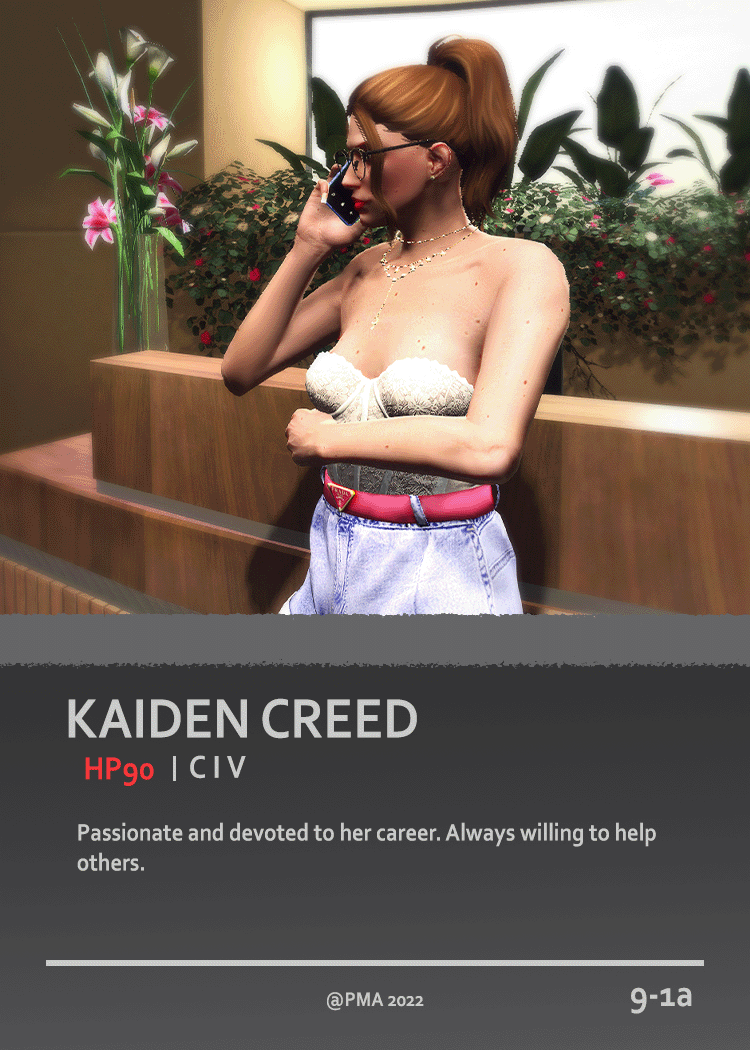 KAIDEN CREED
HP90 | CIV
Passionate and devoted to her career. Always willing to help
others.
@PMA 2022
9-1a